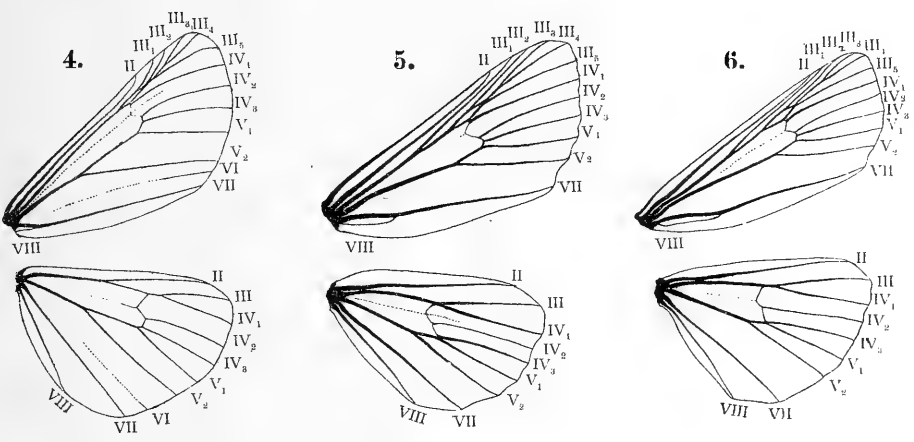 4.
II
III₁
III₂
III₃
III₄
III₅
IV₁
IV₂
IV₃
V₁
V₂
VI
VII
VIII
II
III
IV₁
IV₂
IV₃
V₁
V₂
VI
VII
VIII
5.
II
III₁
III₂
III₃
III₄
III₅
IV₁
IV₂
IV₃
V₁
V₂
VII
VIII
II
III
IV₁
IV₂
IV₃
V₁
V₂
VII
VIII
6.
II
III₁
III₂
III₃
III₄
III₅
IV₁
IV₂
IV₃
V₁
V₂
VII
VIII
II
III
IV₁
IV₂
IV₃
V₁
V₂
VII
VIII